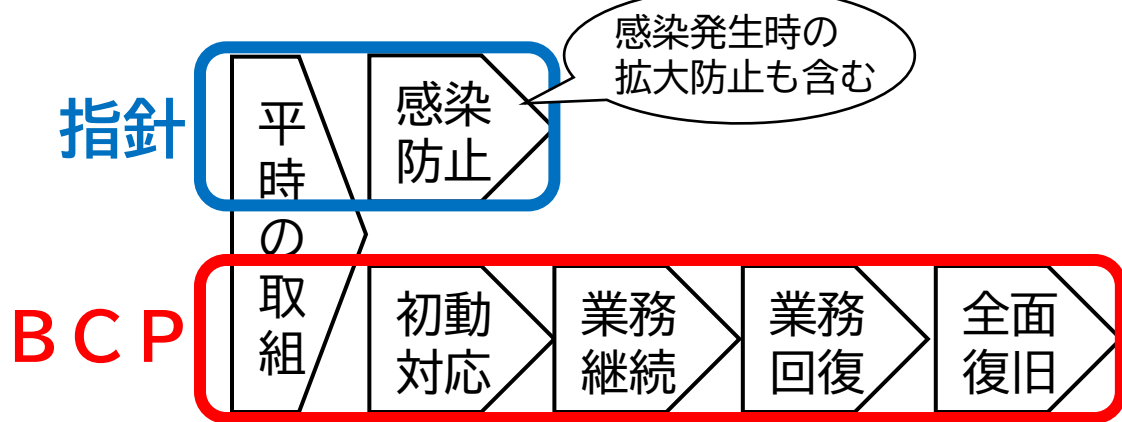 感染発生時の
拡大防止も含む
指針
平時の取組
感染
防止
ＢＣＰ
初動
対応
業務
継続
業務
回復
全面
復旧